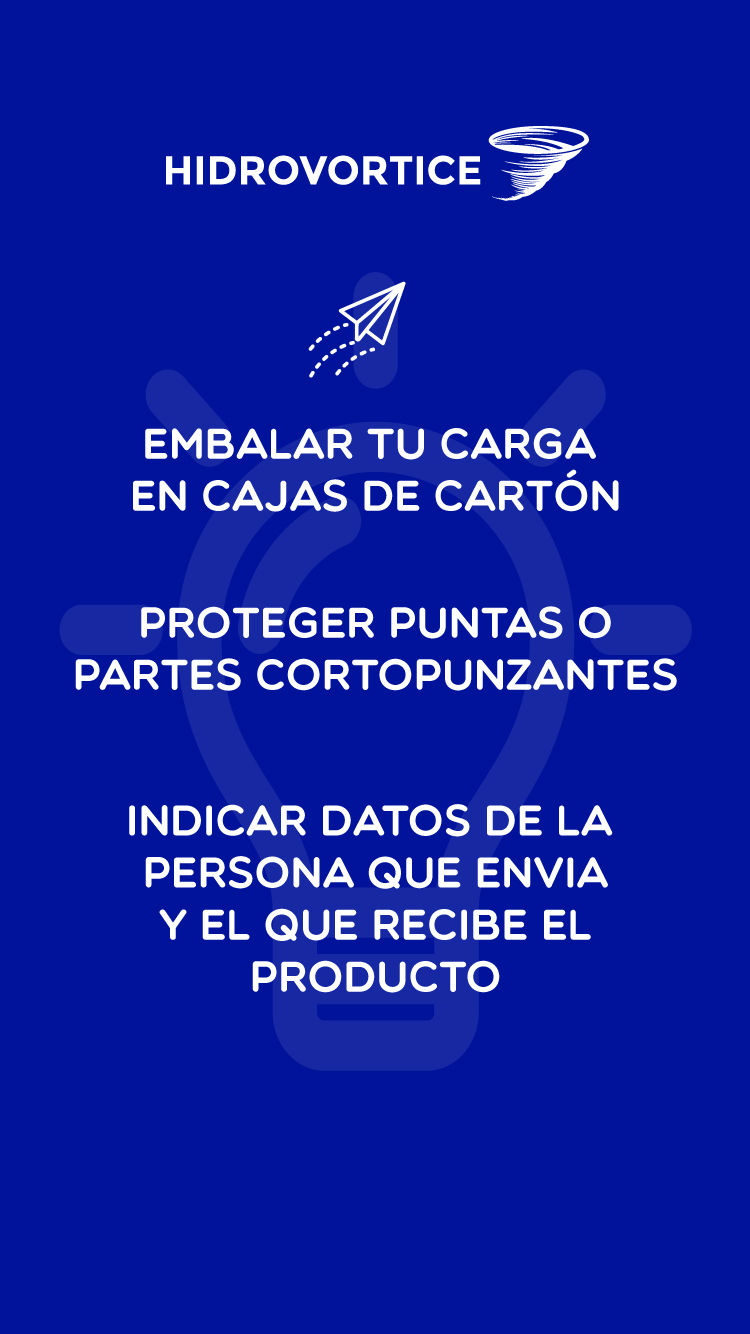 HIDROVORTICE
EMBALAR TU CARGA
EN CAJAS DE CARTÓN
PROTEGER PUNTAS O
PARTES CORTOPUNZANTES
INDICAR DATOS DE LA
PERSONA QUE ENVIA
Y EL QUE RECIBE EL
PRODUCTO